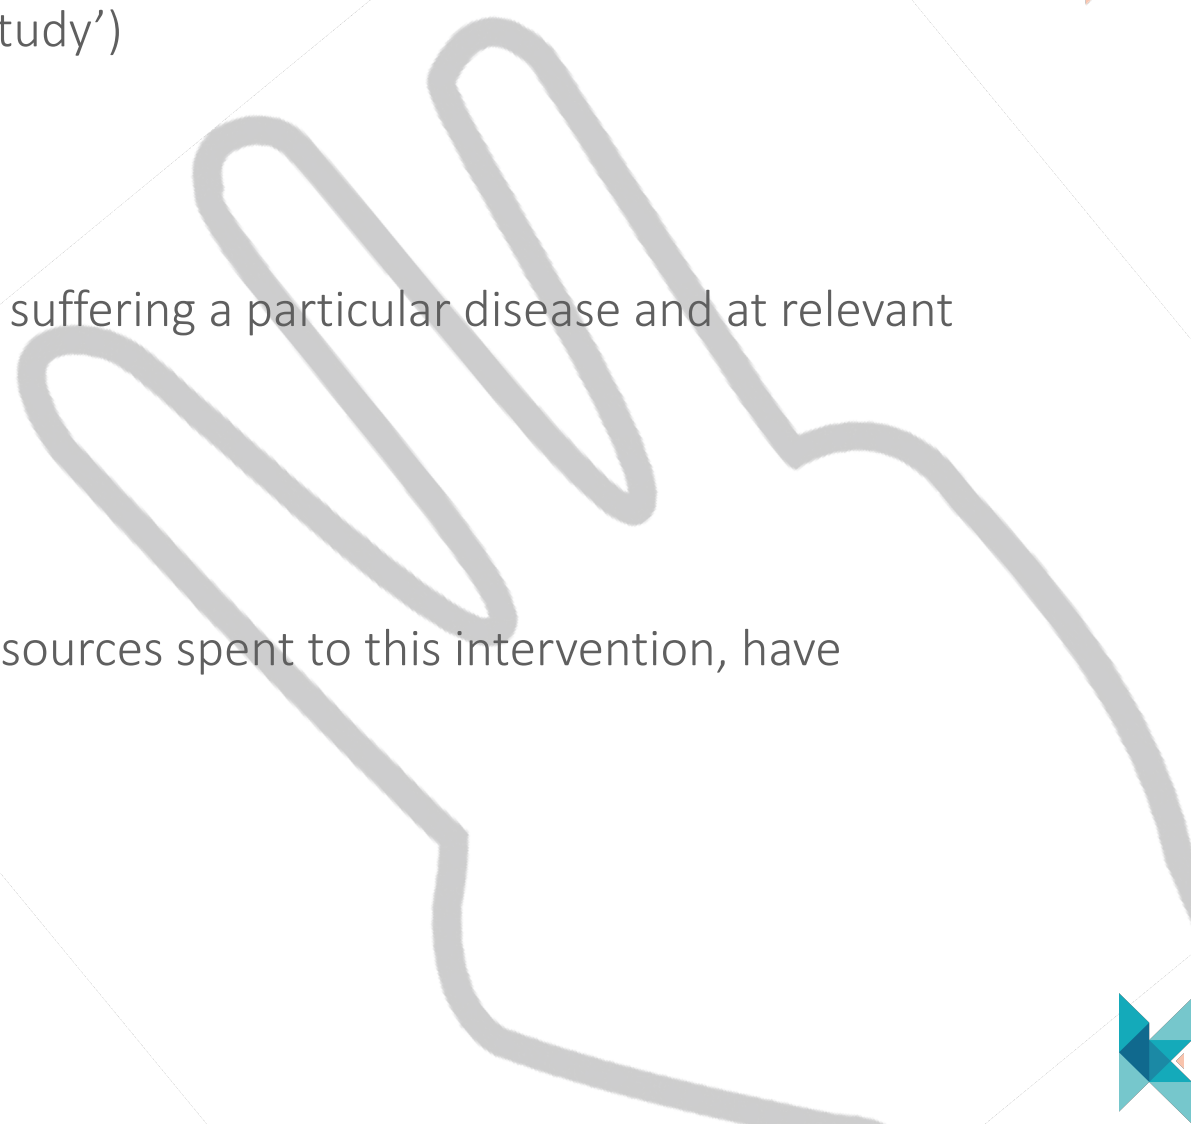 tudy’)
suffering a particular disease and at relevant
sources spent to this intervention, have